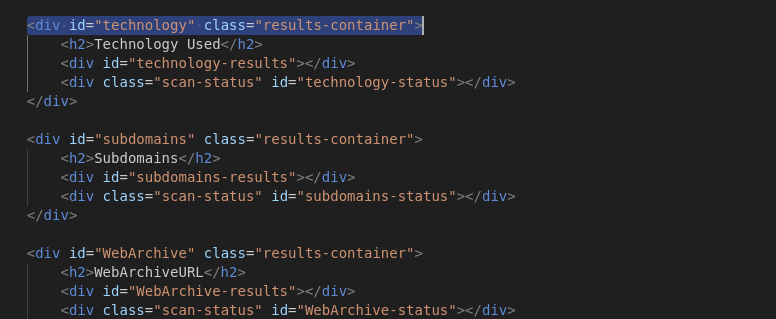 <div id="technology" class="results-container">
<h2>Technology Used</h2>
<div id="technology-results"></div>
<div class="scan-status" id="technology-status"></div>
</div>
<div id="subdomains" class="results-container">
<h2>Subdomains</h2>
<div id="subdomains-results"></div>
<div class="scan-status" id="subdomains-status"></div>
</div>
<div id="WebArchive" class="results-container">
<h2>WebArchiveURL</h2>
<div id="WebArchive-results"></div>
<div class="scan-status" id="WebArchive-status"></div>